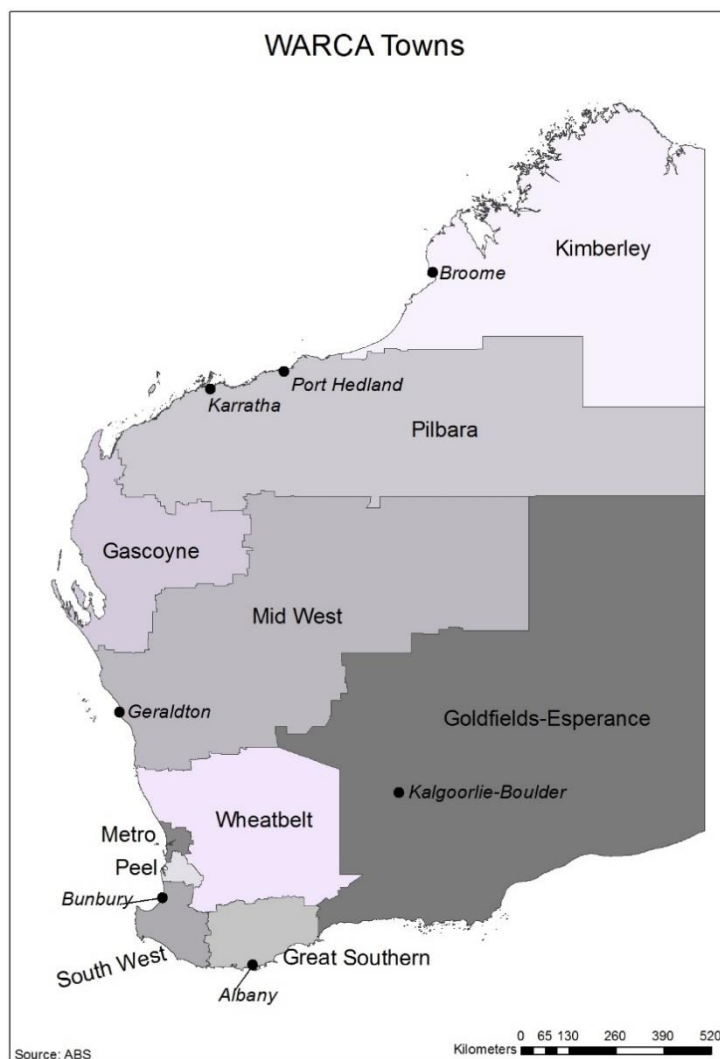 WARCA Towns
Kimberley
Broome
Port Hedland
Karratha
Pilbara
Gascoyne
Mid West
Geraldton
Goldfields-Esperance
Kalgoorlie-Boulder
Wheatbelt
Metro
Peel
Bunbury
South West
Great Southern
Albany
Source: ABS
Kilometers
0 65 130 260 390 520